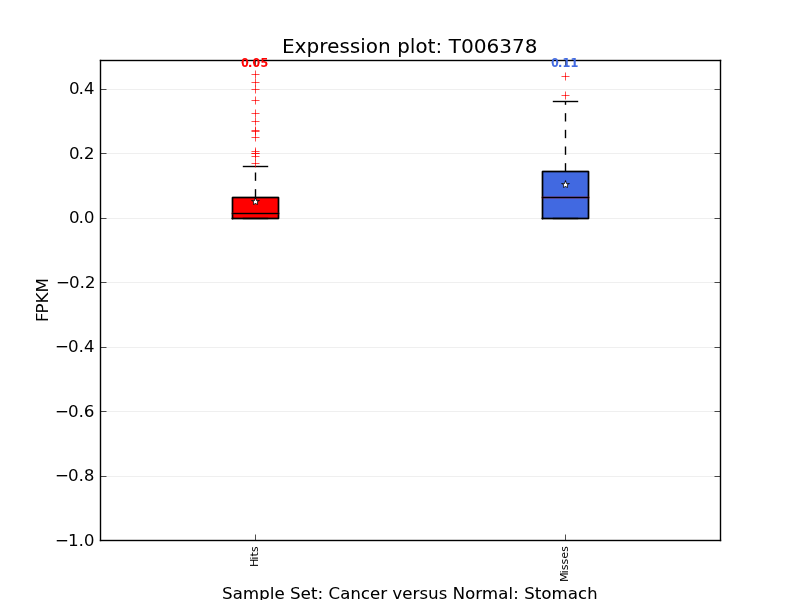 Expression plot: T006378
0.05
0.11
0.4
0.2
0.0
−0.2
−0.4
−0.6
−0.8
−1.0
FPKM
Hits
Misses
Sample Set: Cancer versus Normal: Stomach